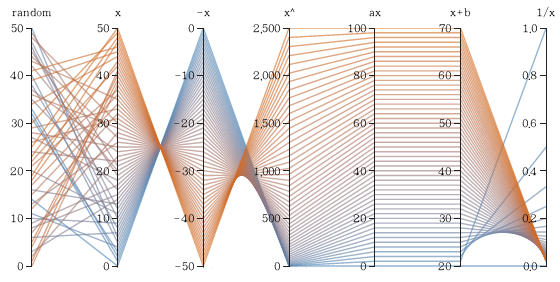 random x -x x^ ax x+b 1/x
50 50 0 2,500 100 70 1,0
40 40 -10 2,000 80 60 0,8
30 30 -20 1,500 60 50 0,6
20 20 -30 1,000 40 40 0,4
10 10 -40 500 20 30 0,2
0 0 -50 0 0 20 0,0